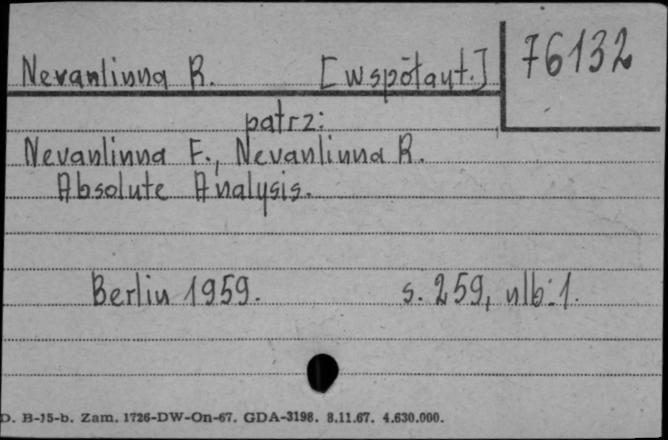 Nevanlinna R. [współaut.] 76132
patrz:
Nevanlinna F., Nevanlinna R.
Absolute Analysis.
Berlin 1959. s. 259, nlb. 1.
D. B-15-b. Zam. 1726-DW-On-67. GDA-3198. 8.11.67. 4.630.000.